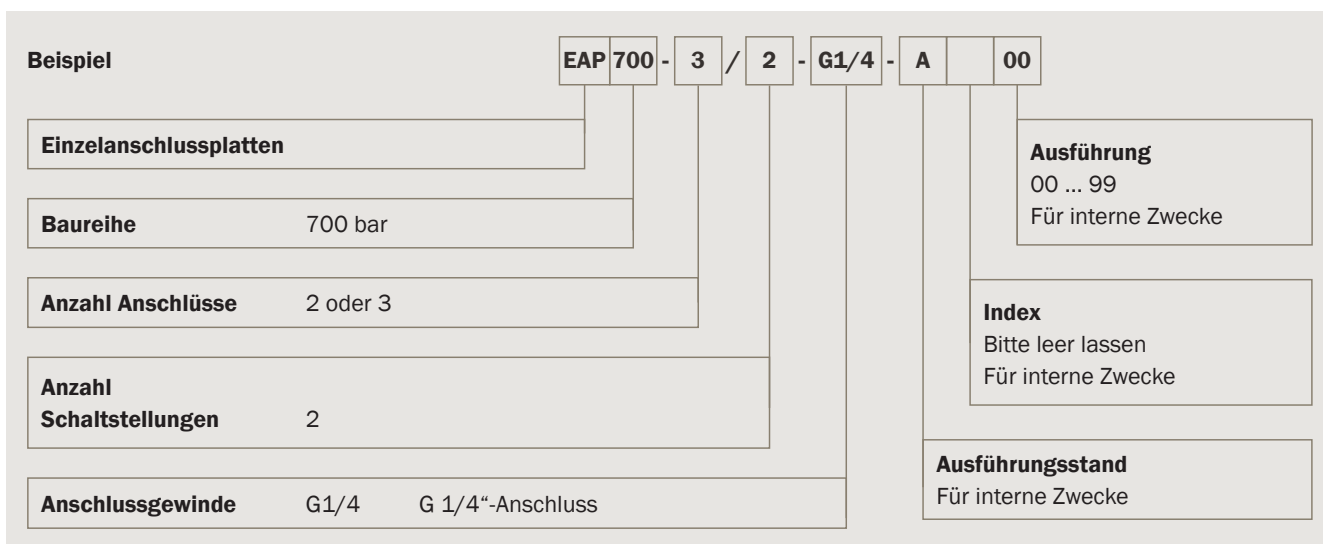 Beispiel EAP 700 - 3 / 2 - G1/4 - A 00
Einzelanschlussplatten
Baureihe 700 bar
Anzahl Anschlüsse 2 oder 3
Anzahl
Schaltstellungen 2
Anschlussgewinde G1/4 G 1/4“-Anschluss
Ausführung
00 ... 99
Für interne Zwecke
Index
Bitte leer lassen
Für interne Zwecke
Ausführungsstand
Für interne Zwecke